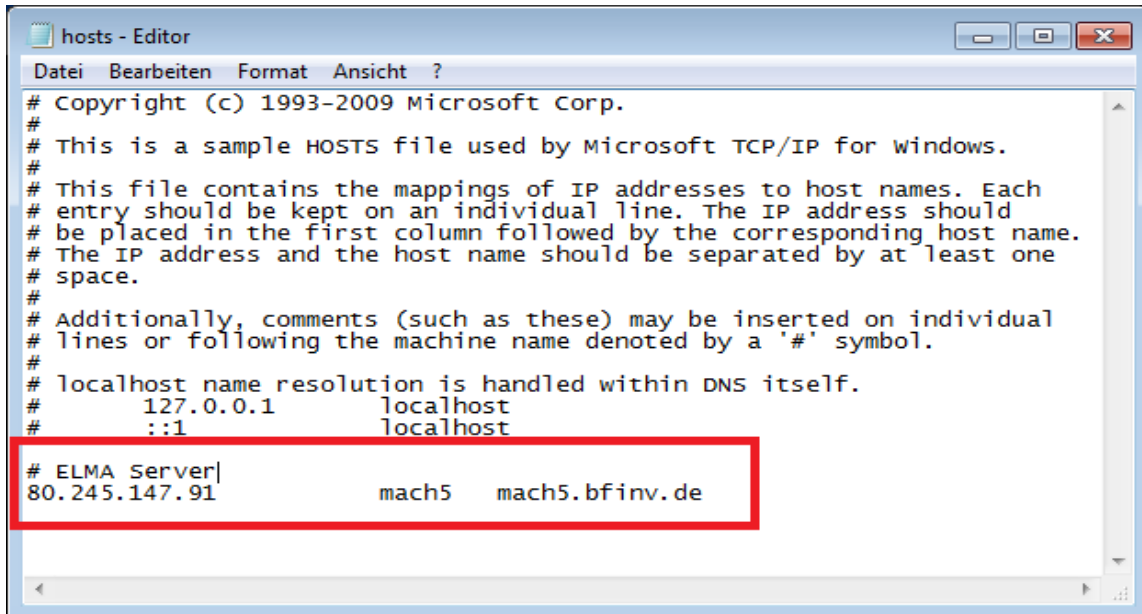 hosts - Editor
Datei Bearbeiten Format Ansicht ?
# Copyright (c) 1993-2009 Microsoft Corp.
#
# This is a sample HOSTS file used by Microsoft TCP/IP for Windows.
#
# This file contains the mappings of IP addresses to host names. Each
# entry should be kept on an individual line. The IP address should
# be placed in the first column followed by the corresponding host name.
# The IP address and the host name should be separated by at least one
# space.
#
# Additionally, comments (such as these) may be inserted on individual
# lines or following the machine name denoted by a '#' symbol.
#
# localhost name resolution is handled within DNS itself.
#       127.0.0.1       localhost
#       ::1             localhost
# ELMA Server
80.245.147.91           mach5   mach5.bfinv.de